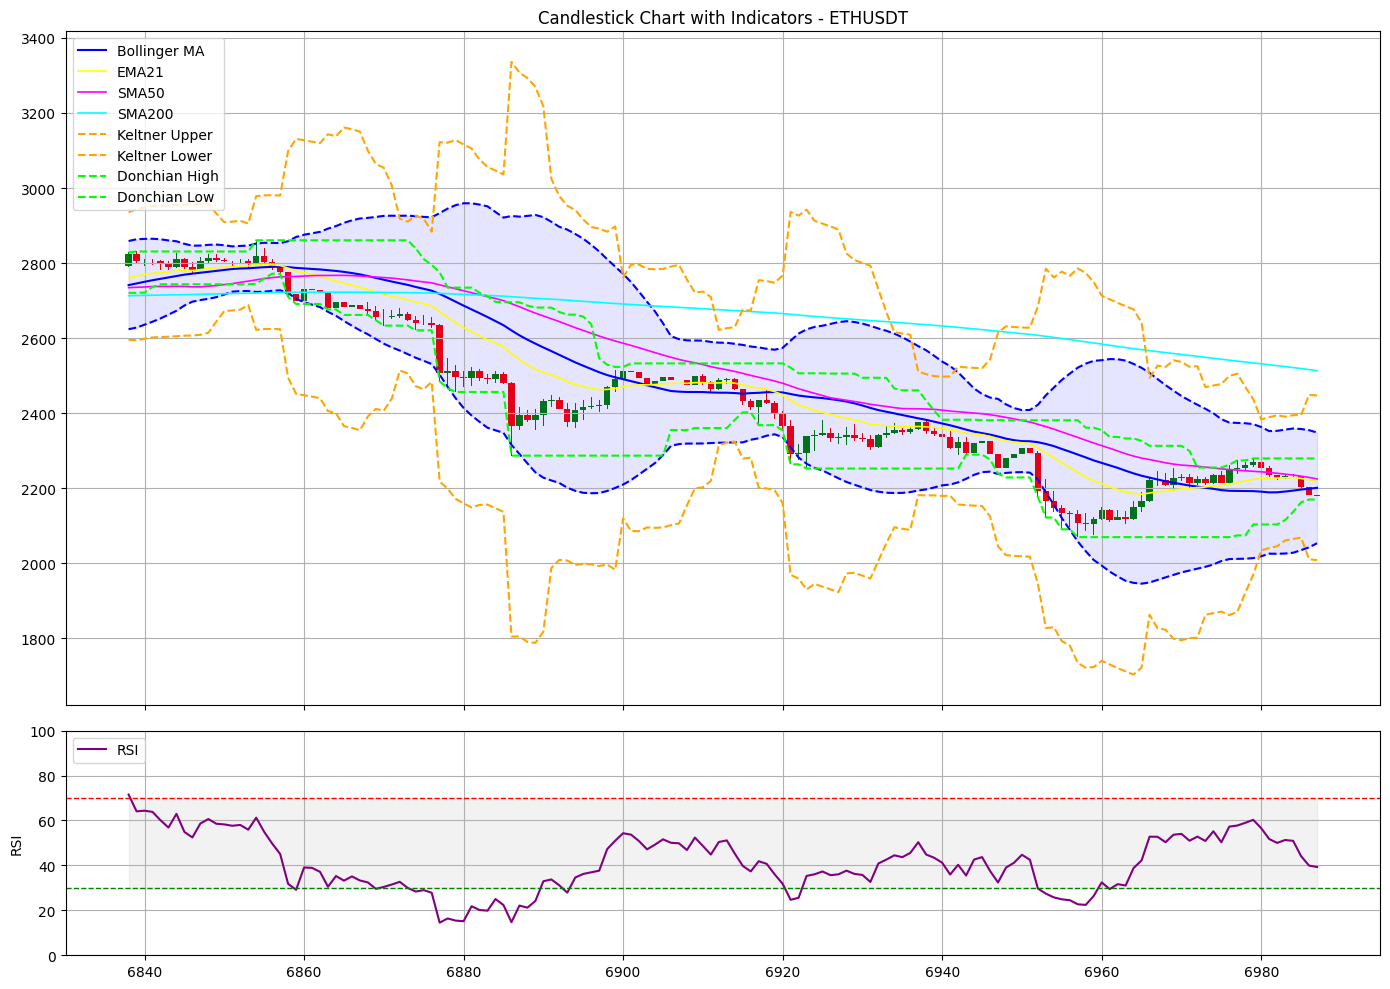 Candlestick Chart with Indicators - ETHUSDT
3400
3200
3000
2800
2600
2400
2200
2000
1800
Bollinger MA
EMA21
SMA50
SMA200
Keltner Upper
Keltner Lower
Donchian High
Donchian Low
100
80
60
40
20
0
RSI
RSI
6840
6860
6880
6900
6920
6940
6960
6980